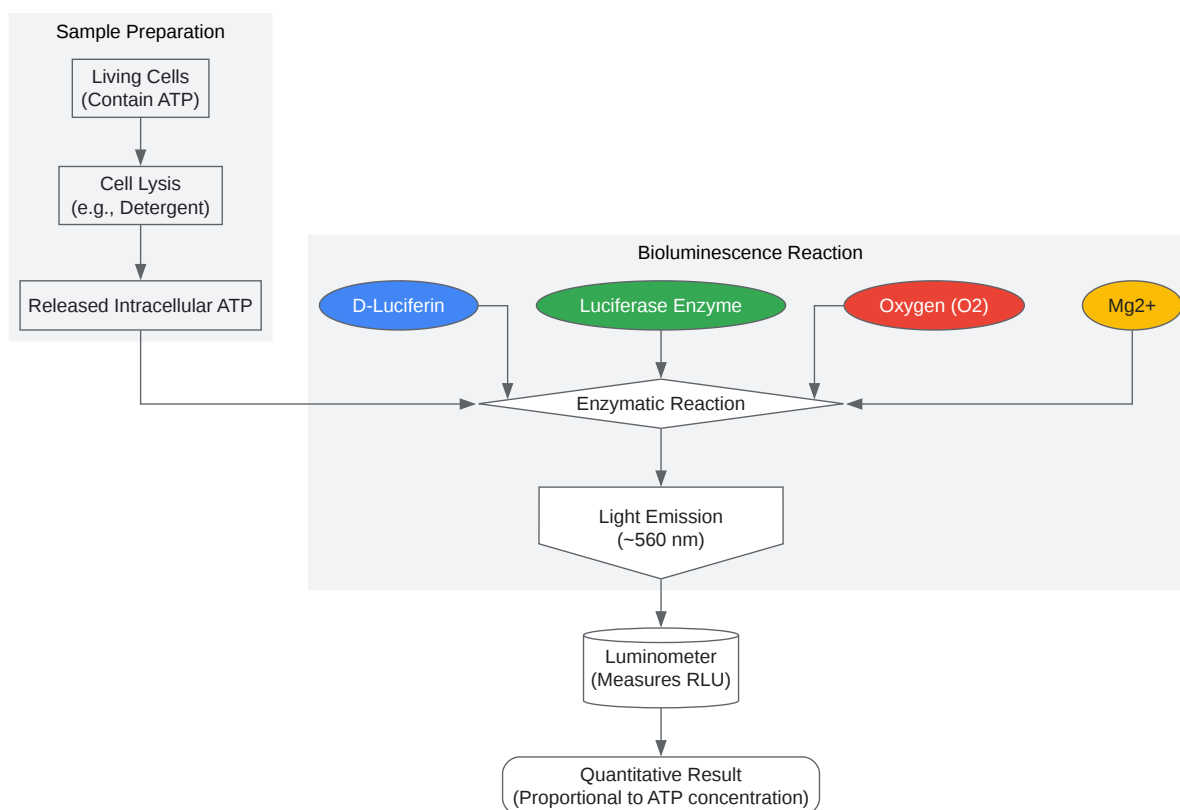 Sample Preparation
Living Cells
(Contain ATP)
Cell Lysis
(e.g., Detergent)
Released Intracellular ATP
Bioluminescence Reaction
D-Luciferin
Luciferase Enzyme
Oxygen (O2)
Mg2+
Enzymatic Reaction
Light Emission
(~560 nm)
Luminometer
(Measures RLU)
Quantitative Result
(Proportional to ATP concentration)